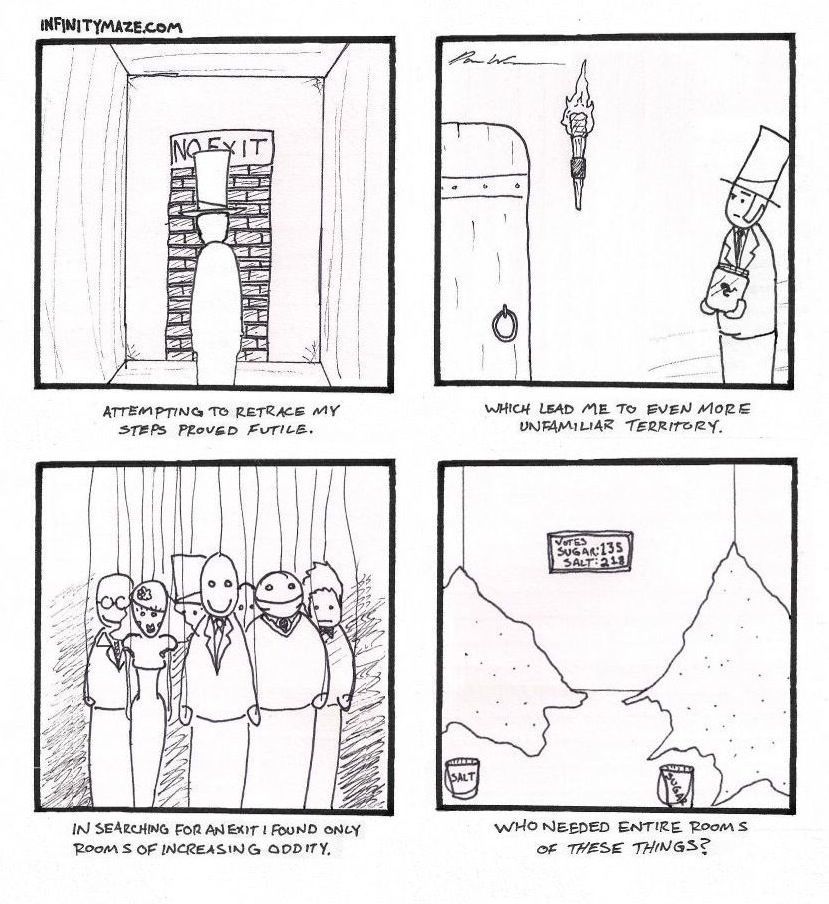 INFINITYMAZE.COM
NO EXIT
ATTEMPTING TO RETRACE MY
STEPS PROVED FUTILE.
WHICH LEAD ME TO EVEN MORE
UNFAMILIAR TERRITORY.
IN SEARCHING FOR AN EXIT I FOUND ONLY
ROOMS OF INCREASING ODDITY.
VOTES
SUGAR: 135
SALT: 218
SALT
SUGAR
WHO NEEDED ENTIRE ROOMS
OF THESE THINGS?